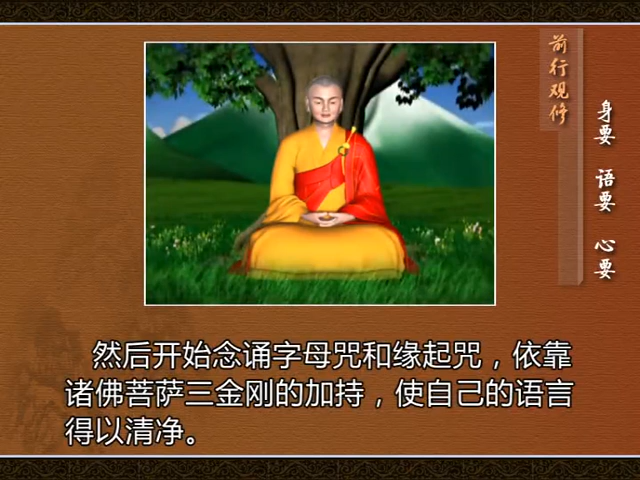 前行观修
身要 语要 心要
然后开始念诵字母咒和缘起咒，依靠
诸佛菩萨三金刚的加持，使自己的语言
得以清净。